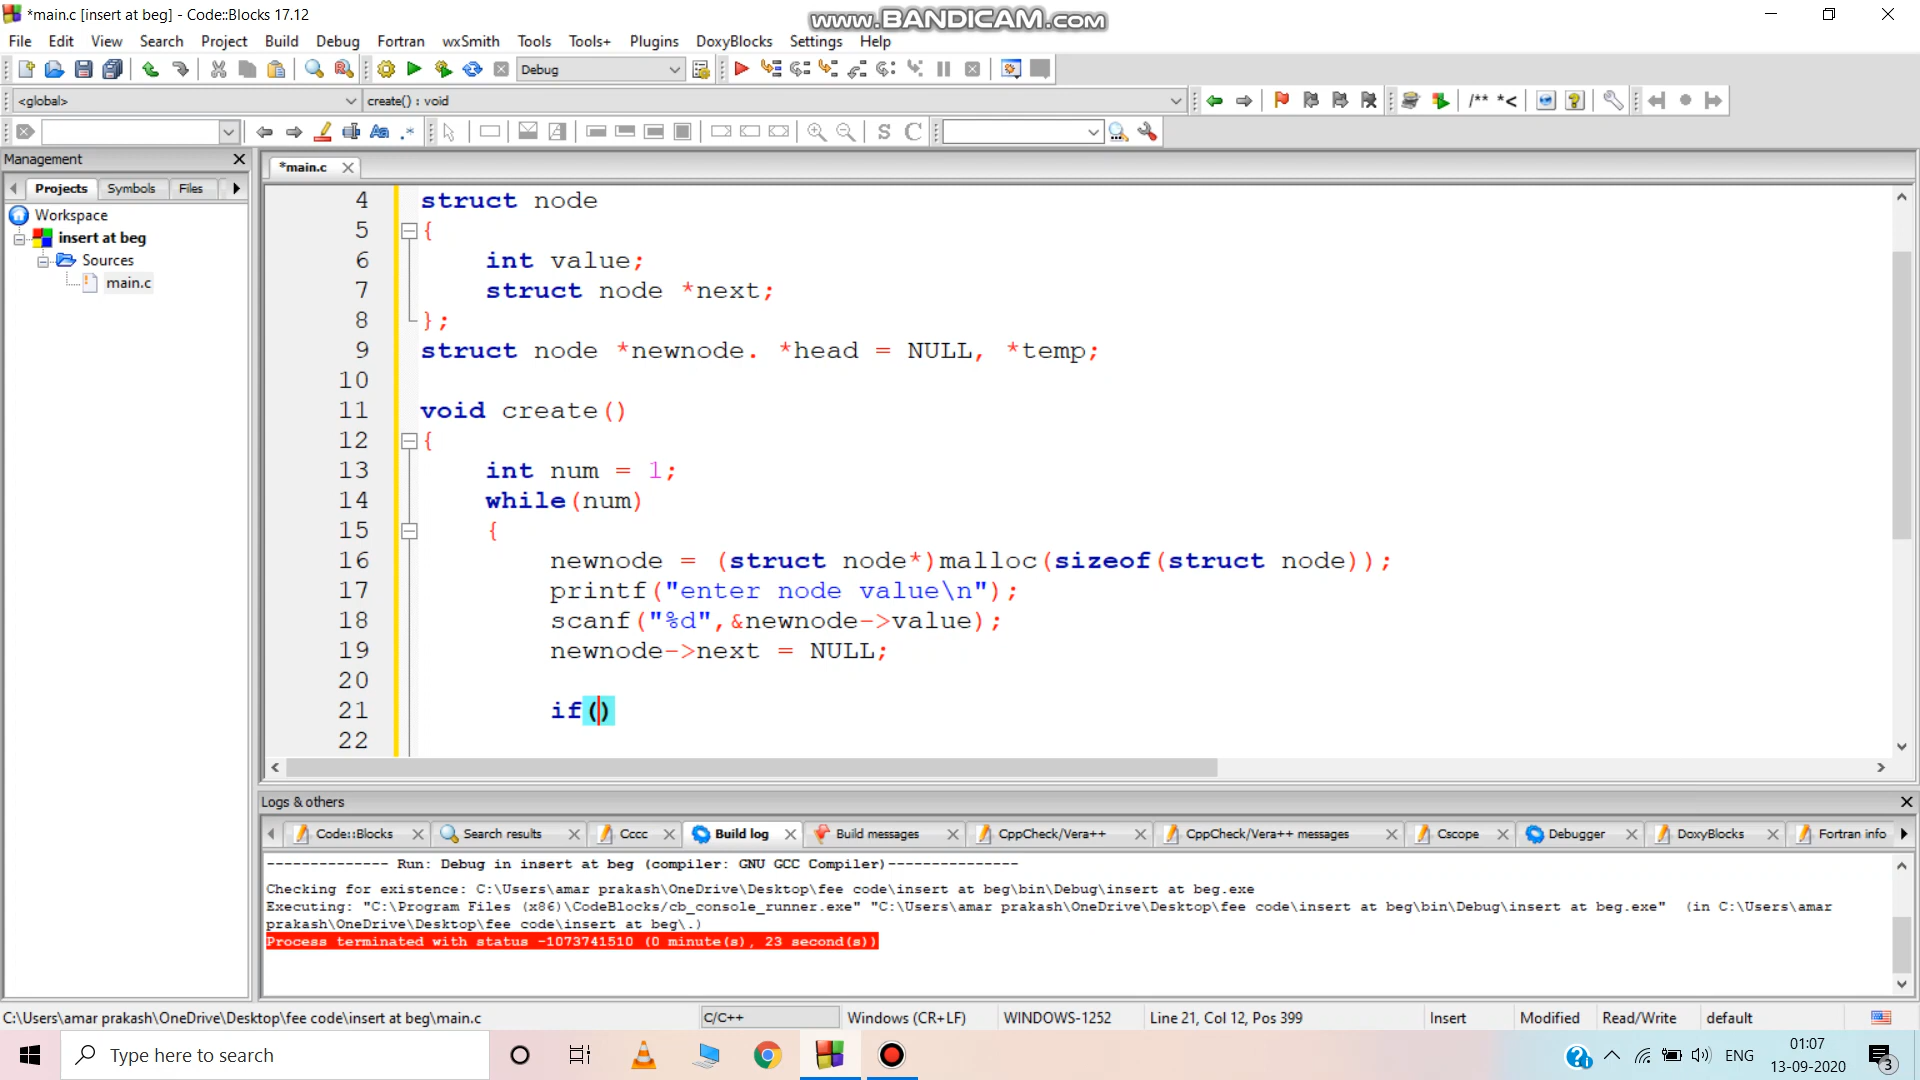 *main.c [insert at beg] - Code::Blocks 17.12
www.BANDICAM.com
File Edit View Search Project Build Debug Fortran wxSmith Tools Tools+ Plugins DoxyBlocks Settings Help
Debug
<global> create() : void
/** *<
Management
Projects Symbols Files
Workspace
insert at beg
Sources
main.c
*main.c
4 struct node
5 {
6 int value;
7 struct node *next;
8 };
9 struct node *newnode. *head = NULL, *temp;
10
11 void create()
12 {
13 int num = 1;
14 while(num)
15 {
16 newnode = (struct node*)malloc(sizeof(struct node));
17 printf("enter node value\n");
18 scanf("%d",&newnode->value);
19 newnode->next = NULL;
20
21 if()
22
Logs & others
Code::Blocks Search results Cccc Build log Build messages CppCheck/Vera++ CppCheck/Vera++ messages Cscope Debugger DoxyBlocks Fortran info
-------------- Run: Debug in insert at beg (compiler: GNU GCC Compiler)---------------
Checking for existence: C:\Users\amar prakash\OneDrive\Desktop\fee code\insert at beg\bin\Debug\insert at beg.exe
Executing: "C:\Program Files (x86)\CodeBlocks/cb_console_runner.exe" "C:\Users\amar prakash\OneDrive\Desktop\fee code\insert at beg\bin\Debug\insert at beg.exe" (in C:\Users\amar
prakash\OneDrive\Desktop\fee code\insert at beg\.)
Process terminated with status -1073741510 (0 minute(s), 23 second(s))
C:\Users\amar prakash\OneDrive\Desktop\fee code\insert at beg\main.c C/C++ Windows (CR+LF) WINDOWS-1252 Line 21, Col 12, Pos 399 Insert Modified Read/Write default
Type here to search
ENG
01:07
13-09-2020
3